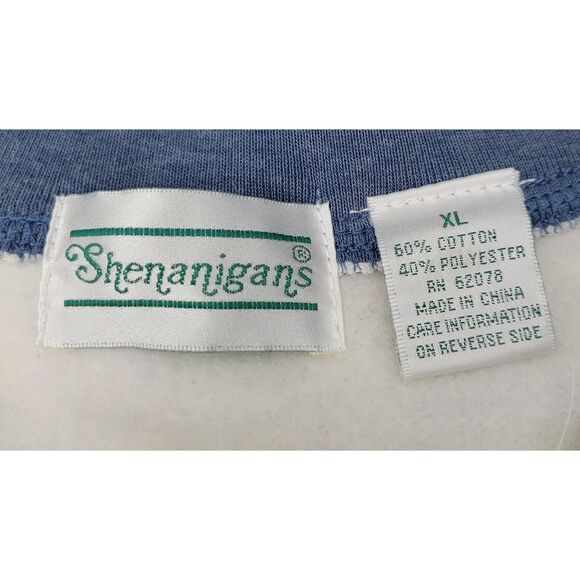 Shenanigans ®
XL
60% COTTON
40% POLYESTER
RN 62078
MADE IN CHINA
CARE INFORMATION
ON REVERSE SIDE